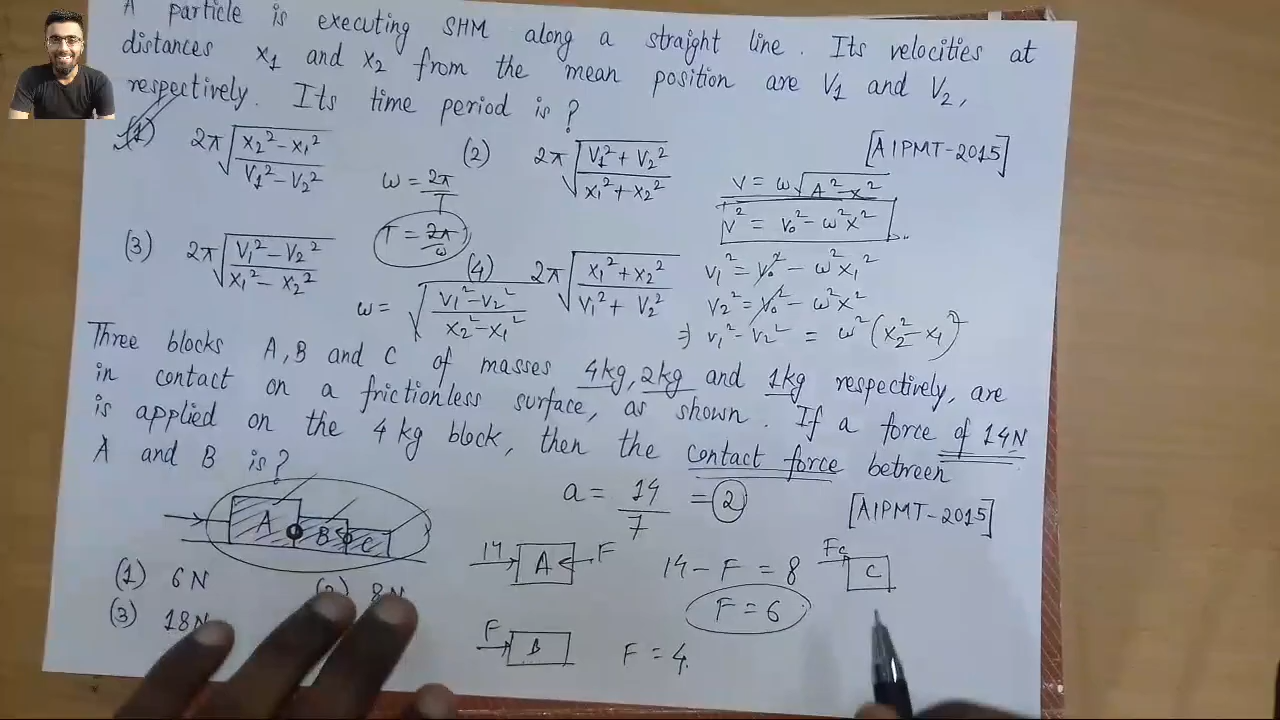 A particle is executing SHM along a straight line. Its velocities at
distances x₁ and x₂ from the mean position are V₁ and V₂,
respectively. Its time period is ?
[AIPMT-2015]
(1) 2π√((x₂² - x₁²)/(V₁² - V₂²))
(2) 2π√((V₁² + V₂²)/(x₁² + x₂²))
ω = 2π/T
T = 2π/ω
V = ω√(A² - x²)
v² = v₀² - ω²x²
(3) 2π√((V₁² - V₂²)/(x₁² - x₂²))
(4) 2π√((x₁² + x₂²)/(V₁² + V₂²))
v₁² = v₀² - ω²x₁²
v₂² = v₀² - ω²x²
ω = √((v₁² - v₂²)/(x₂² - x₁²))
⇒ v₁² - v₂² = ω²(x₂² - x₁²)
Three blocks A, B and C of masses 4kg, 2kg and 1kg respectively, are
in contact on a frictionless surface, as shown. If a force of 14N
is applied on the 4 kg block, then the contact force between
A and B is ?
[AIPMT-2015]
a = 14/7 = 2
A B C
14 A F
14 - F = 8
F = 6
Fc C
(1) 6 N
(2) 8N
(3) 18N
F B
F = 4